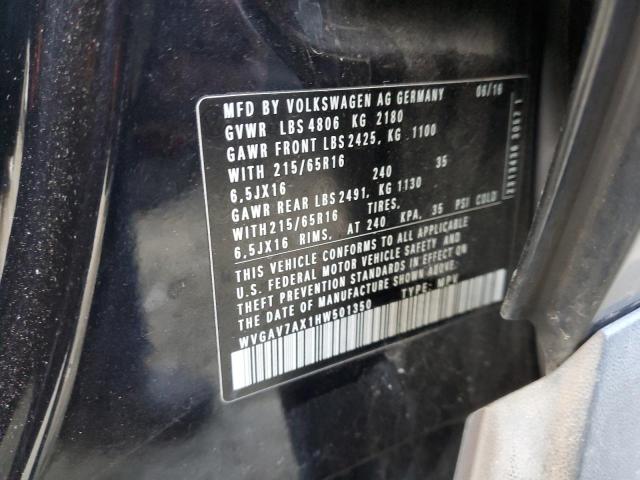 MFD BY VOLKSWAGEN AG GERMANY 06/16
GVWR LBS 4806 KG 2180
GAWR FRONT LBS 2425, KG 1100
WITH 215/65R16 240 35
6,5JX16
GAWR REAR LBS 2491, KG 1130
WITH 215/65R16 TIRES,
6,5JX16 RIMS, AT 240 KPA, 35 PSI COLD
THIS VEHICLE CONFORMS TO ALL APPLICABLE
U.S. FEDERAL MOTOR VEHICLE SAFETY AND
THEFT PREVENTION STANDARDS IN EFFECT ON
THE DATE OF MANUFACTURE SHOWN ABOVE.
WVGAV7AX1HW501350 TYPE: MPV